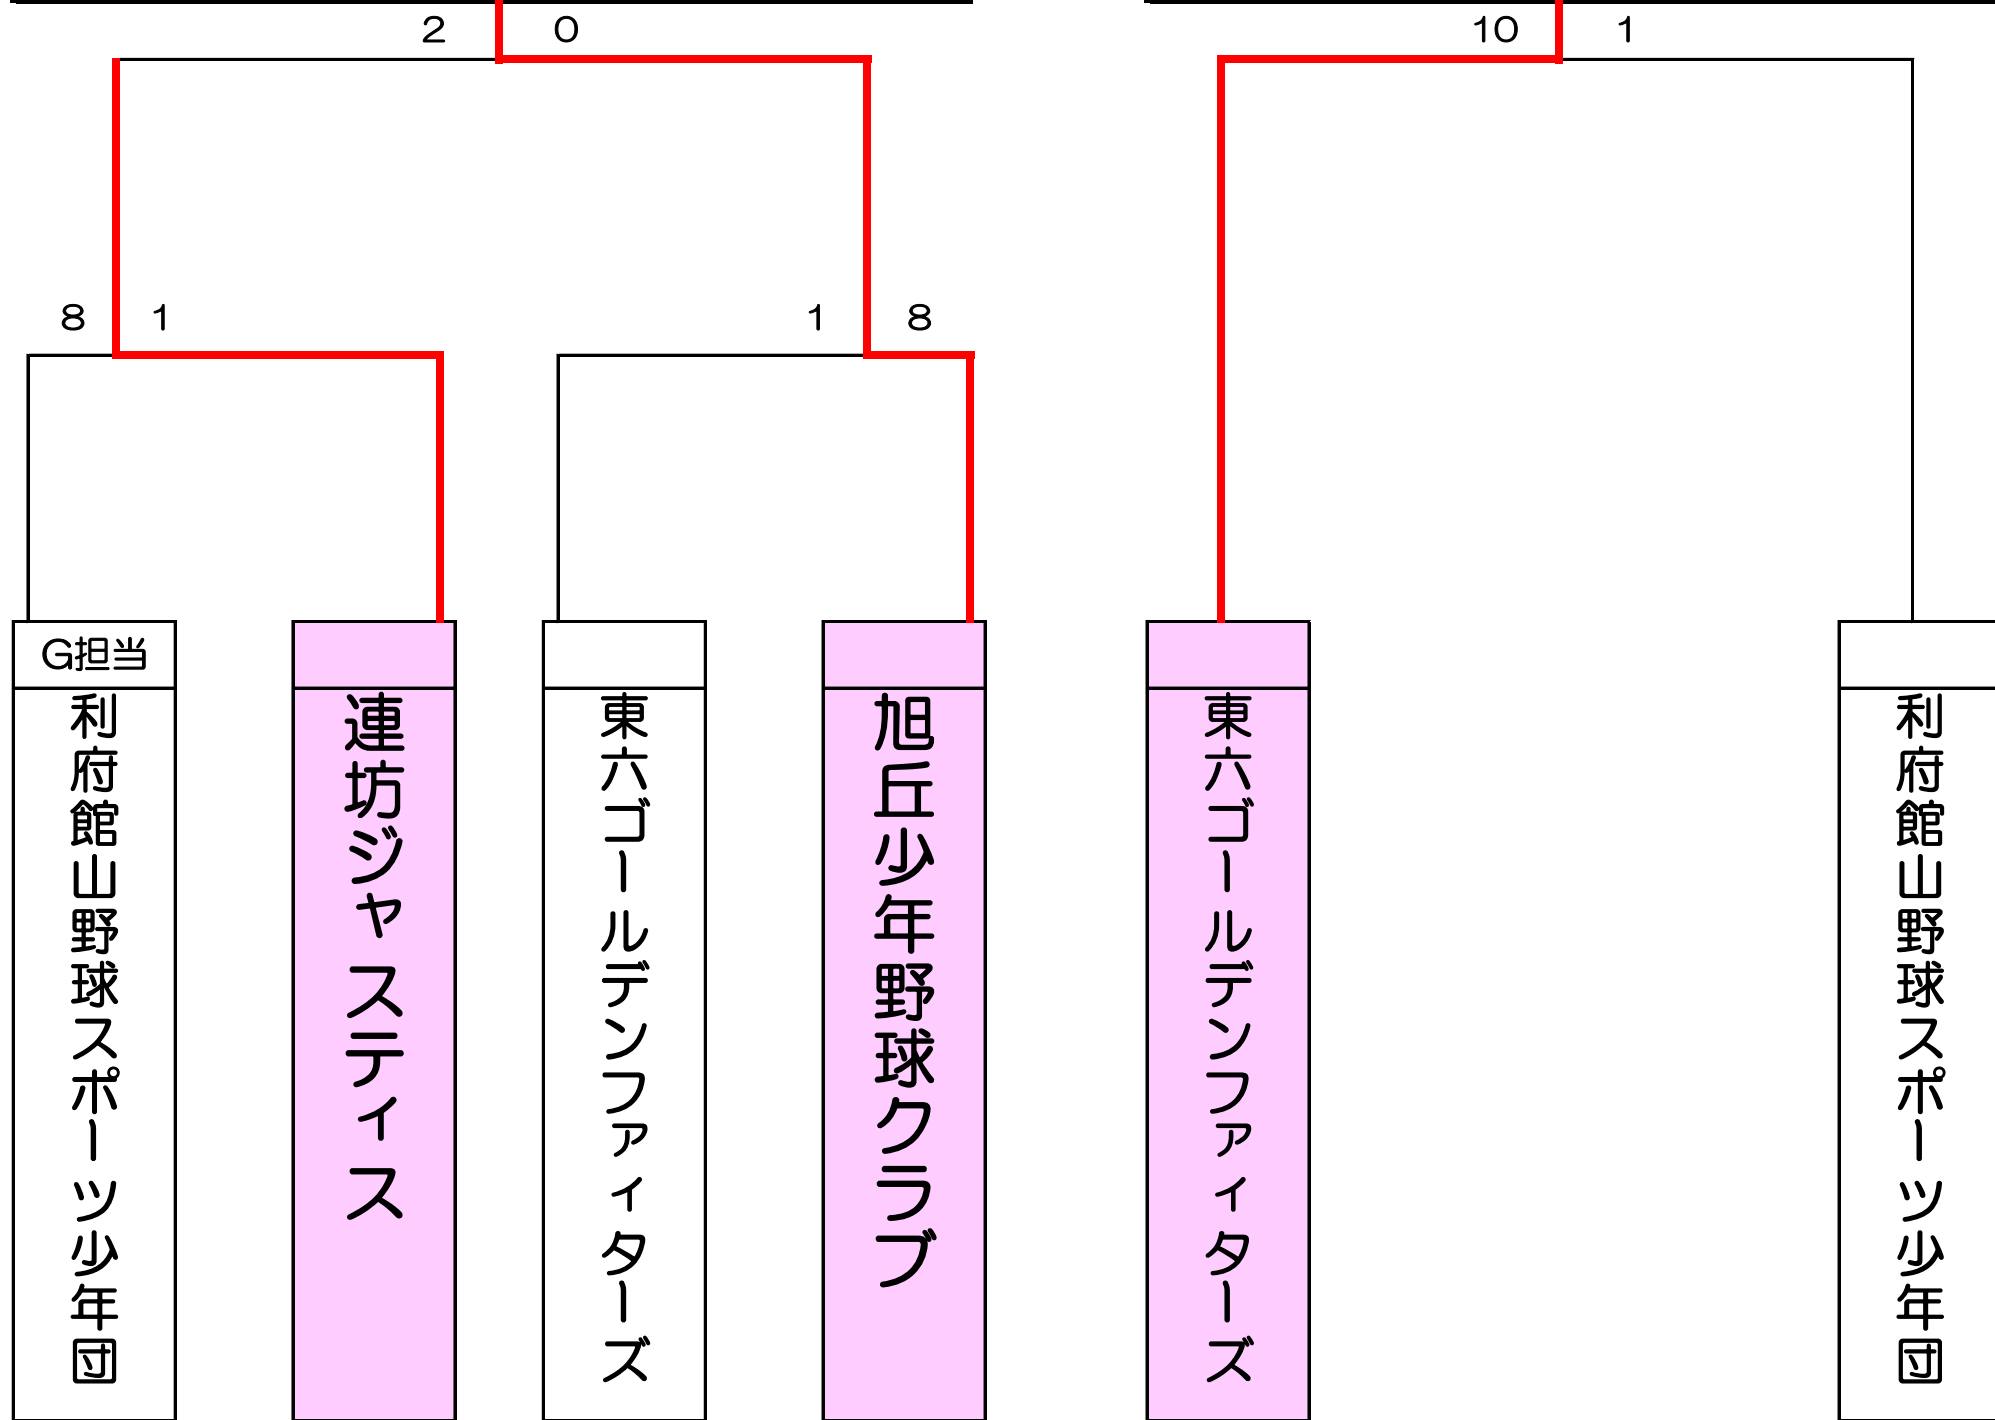 2 0
10 1
8 1
1 8
G担当
利府館山野球スポーツ少年団
連坊ジャスティス
東六ゴールデンファイターズ
旭丘少年野球クラブ
東六ゴールデンファイターズ
利府館山野球スポーツ少年団